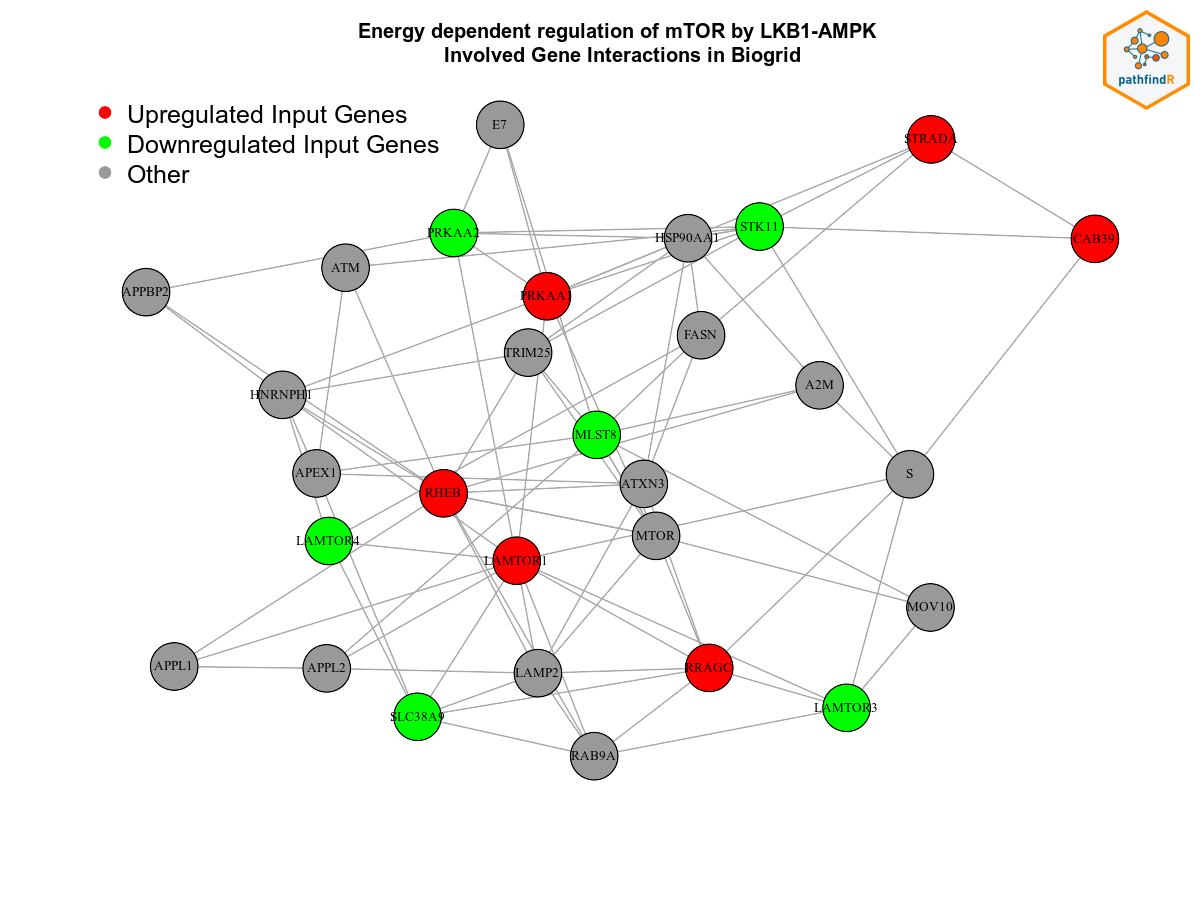 Energy dependent regulation of mTOR by LKB1-AMPK
Involved Gene Interactions in Biogrid
pathfindR
Upregulated Input Genes
Downregulated Input Genes
Other
E7
STRADA
PRKAA2
HSP90AA1
STK11
CAB39
ATM
APPBP2
PRKAA1
TRIM25
FASN
HNRNPH1
A2M
MLST8
APEX1
RHEB
ATXN3
S
LAMTOR4
MTOR
LAMTOR1
MOV10
APPL1
APPL2
LAMP2
RRAGC
SLC38A9
LAMTOR3
RAB9A